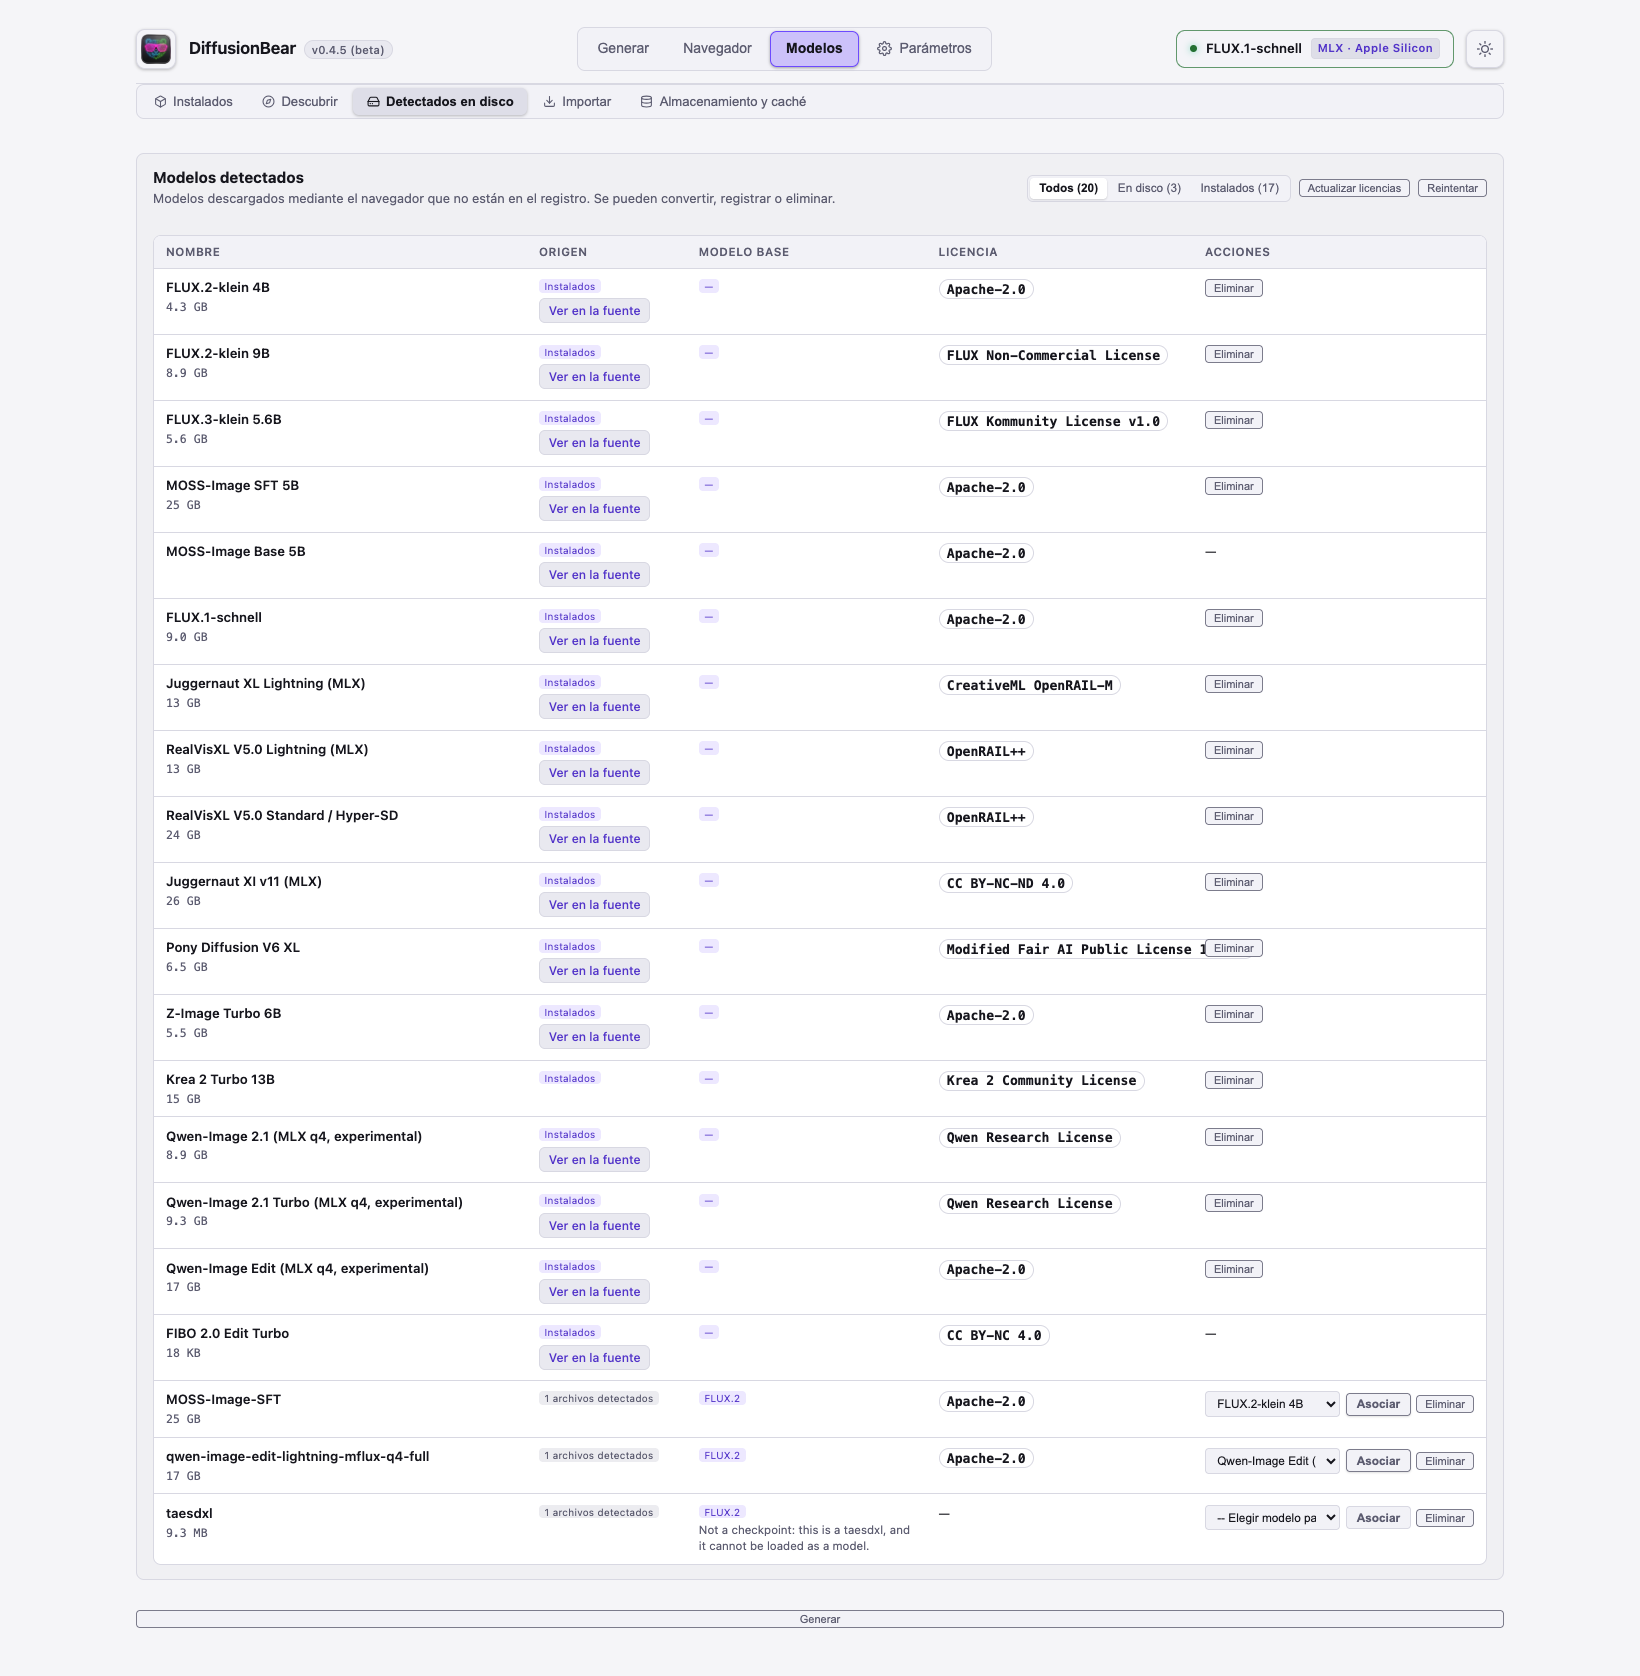 DiffusionBear v0.4.5 (beta)
Generar Navegador Modelos Parámetros
FLUX.1-schnell MLX · Apple Silicon
Instalados Descubrir Detectados en disco Importar Almacenamiento y caché
Modelos detectados
Modelos descargados mediante el navegador que no están en el registro. Se pueden convertir, registrar o eliminar.
Todos (20) En disco (3) Instalados (17) Actualizar licencias Reintentar
NOMBRE ORIGEN MODELO BASE LICENCIA ACCIONES
FLUX.2-klein 4B Instalados — Apache-2.0 Eliminar
4.3 GB Ver en la fuente
FLUX.2-klein 9B Instalados — FLUX Non-Commercial License Eliminar
8.9 GB Ver en la fuente
FLUX.3-klein 5.6B Instalados — FLUX Kommunity License v1.0 Eliminar
5.6 GB Ver en la fuente
MOSS-Image SFT 5B Instalados — Apache-2.0 Eliminar
25 GB Ver en la fuente
MOSS-Image Base 5B Instalados — Apache-2.0 —
Ver en la fuente
FLUX.1-schnell Instalados — Apache-2.0 Eliminar
9.0 GB Ver en la fuente
Juggernaut XL Lightning (MLX) Instalados — CreativeML OpenRAIL-M Eliminar
13 GB Ver en la fuente
RealVisXL V5.0 Lightning (MLX) Instalados — OpenRAIL++ Eliminar
13 GB Ver en la fuente
RealVisXL V5.0 Standard / Hyper-SD Instalados — OpenRAIL++ Eliminar
24 GB Ver en la fuente
Juggernaut XI v11 (MLX) Instalados — CC BY-NC-ND 4.0 Eliminar
26 GB Ver en la fuente
Pony Diffusion V6 XL Instalados — Modified Fair AI Public License 1 Eliminar
6.5 GB Ver en la fuente
Z-Image Turbo 6B Instalados — Apache-2.0 Eliminar
5.5 GB Ver en la fuente
Krea 2 Turbo 13B Instalados — Krea 2 Community License Eliminar
15 GB
Qwen-Image 2.1 (MLX q4, experimental) Instalados — Qwen Research License Eliminar
8.9 GB Ver en la fuente
Qwen-Image 2.1 Turbo (MLX q4, experimental) Instalados — Qwen Research License Eliminar
9.3 GB Ver en la fuente
Qwen-Image Edit (MLX q4, experimental) Instalados — Apache-2.0 Eliminar
17 GB Ver en la fuente
FIBO 2.0 Edit Turbo Instalados — CC BY-NC 4.0 —
18 KB Ver en la fuente
MOSS-Image-SFT 1 archivos detectados FLUX.2 Apache-2.0 FLUX.2-klein 4B Asociar Eliminar
25 GB
qwen-image-edit-lightning-mflux-q4-full 1 archivos detectados FLUX.2 Apache-2.0 Qwen-Image Edit ( Asociar Eliminar
17 GB
taesdxl 1 archivos detectados FLUX.2 — -- Elegir modelo pa Asociar Eliminar
9.3 MB Not a checkpoint: this is a taesdxl, and
it cannot be loaded as a model.
Generar